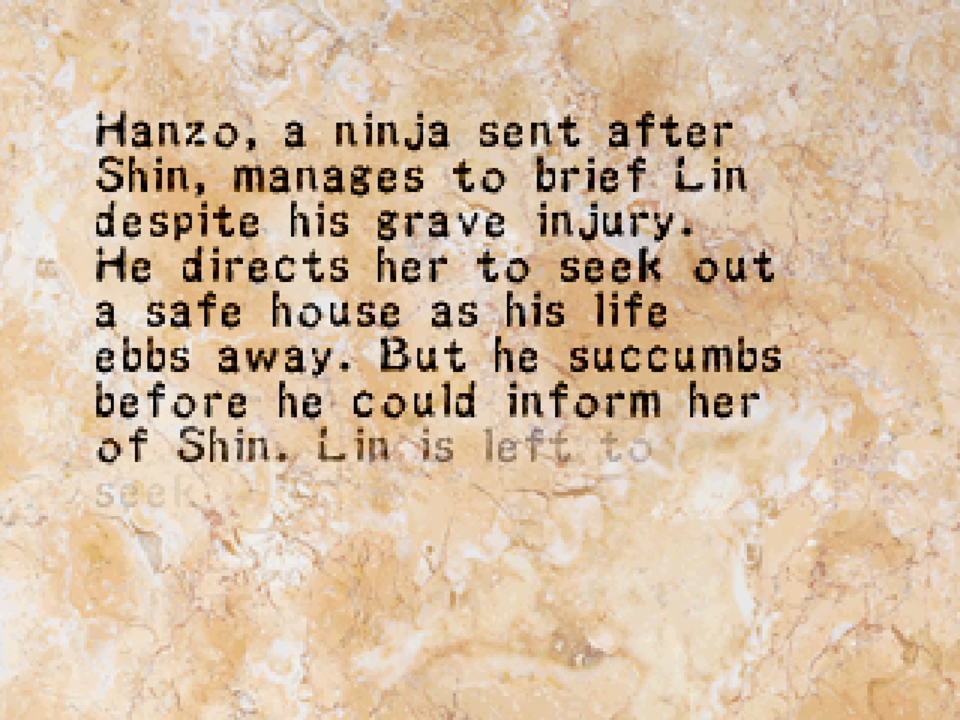 Hanzo, a ninja sent after
Shin, manages to brief Lin
despite his grave injury.
He directs her to seek out
a safe house as his life
ebbs away. But he succumbs
before he could inform her
of Shin. Lin is left to
seek